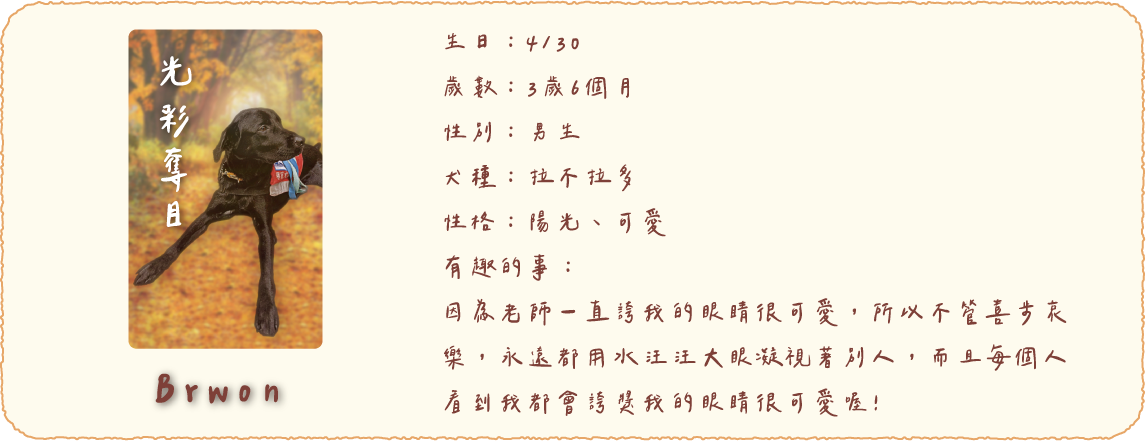 光彩奪目
Brwon
生日：4/30
歲數：3歲6個月
性別：男生
犬種：拉不拉多
性格：陽光、可愛
有趣的事：
因為老師一直誇我的眼睛很可愛，所以不管喜步哀
樂，永遠都用水汪汪大眼凝視著別人，而且每個人
看到我都會誇獎我的眼睛很可愛喔!